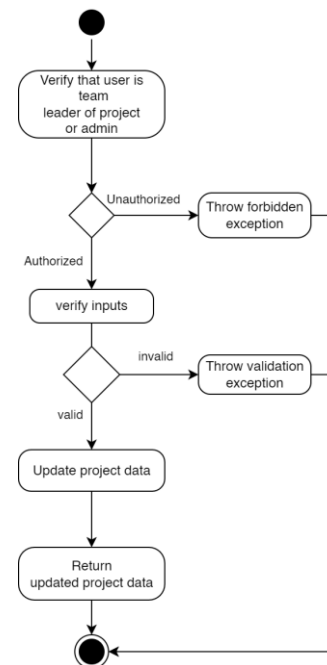 Verify that user is
team
leader of project
or admin
Unauthorized
Throw forbidden
exception
Authorized
verify inputs
invalid
Throw validation
exception
valid
Update project data
Return
updated project data